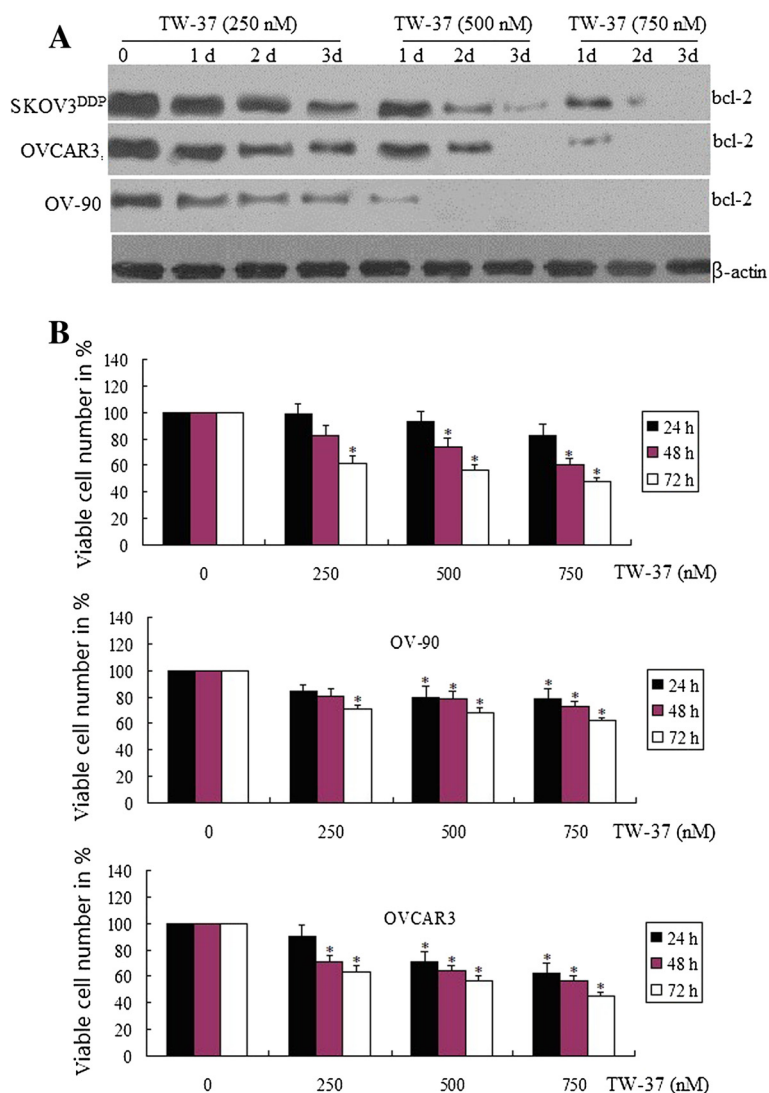 A
TW-37 (250 nM) TW-37 (500 nM) TW-37 (750 nM)
0 1 d 2 d 3d 1 d 2d 3d 1d 2d 3d
SKOV3DDP bcl-2
OVCAR3 bcl-2
OV-90 bcl-2
β-actin
B
Viable cell number in %
140
120
100
80
60
40
20
0
* * * * *
24 h
48 h
72 h
0 250 500 750 TW-37 (nM)
OV-90
Viable cell number in %
140
120
100
80
60
40
20
0
* * * * * * *
24 h
48 h
72 h
0 250 500 750 TW-37 (nM)
OVCAR3
Viable cell number in %
140
120
100
80
60
40
20
0
* * * * * * * *
24 h
48 h
72 h
0 250 500 750 TW-37 (nM)